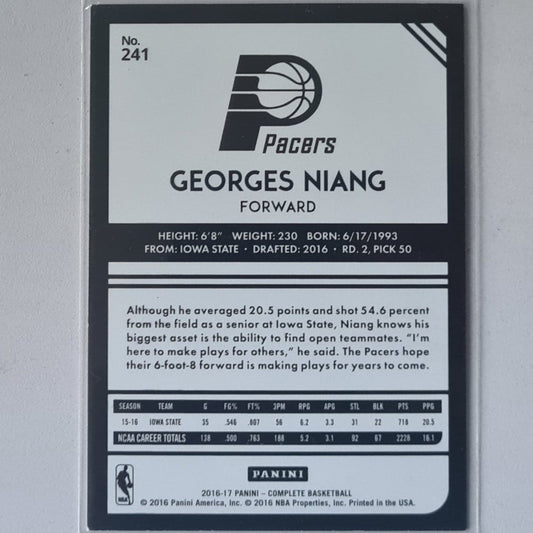 No.
241
Pacers
GEORGES NIANG
FORWARD
HEIGHT: 6'8" WEIGHT: 230 BORN: 6/17/1993
FROM: IOWA STATE • DRAFTED: 2016 • RD. 2, PICK 50
Although he averaged 20.5 points and shot 54.6 percent
from the field as a senior at Iowa State, Niang knows his
biggest asset is the ability to find open teammates. "I'm
here to make plays for others," he said. The Pacers hope
their 6-foot-8 forward is making plays for years to come.
SEASON TEAM G FG% FT% 3PM RPG APG STL BLK PTS PPG
15-16 IOWA STATE 35 .546 .807 56 6.2 3.3 31 22 718 20.5
NCAA CAREER TOTALS 138 .500 .763 188 5.2 3.1 92 67 2228 16.1
NBA
PANINI
2016-17 PANINI – COMPLETE BASKETBALL
© 2016 Panini America, Inc. © 2016 NBA Properties, Inc. Printed in the USA.